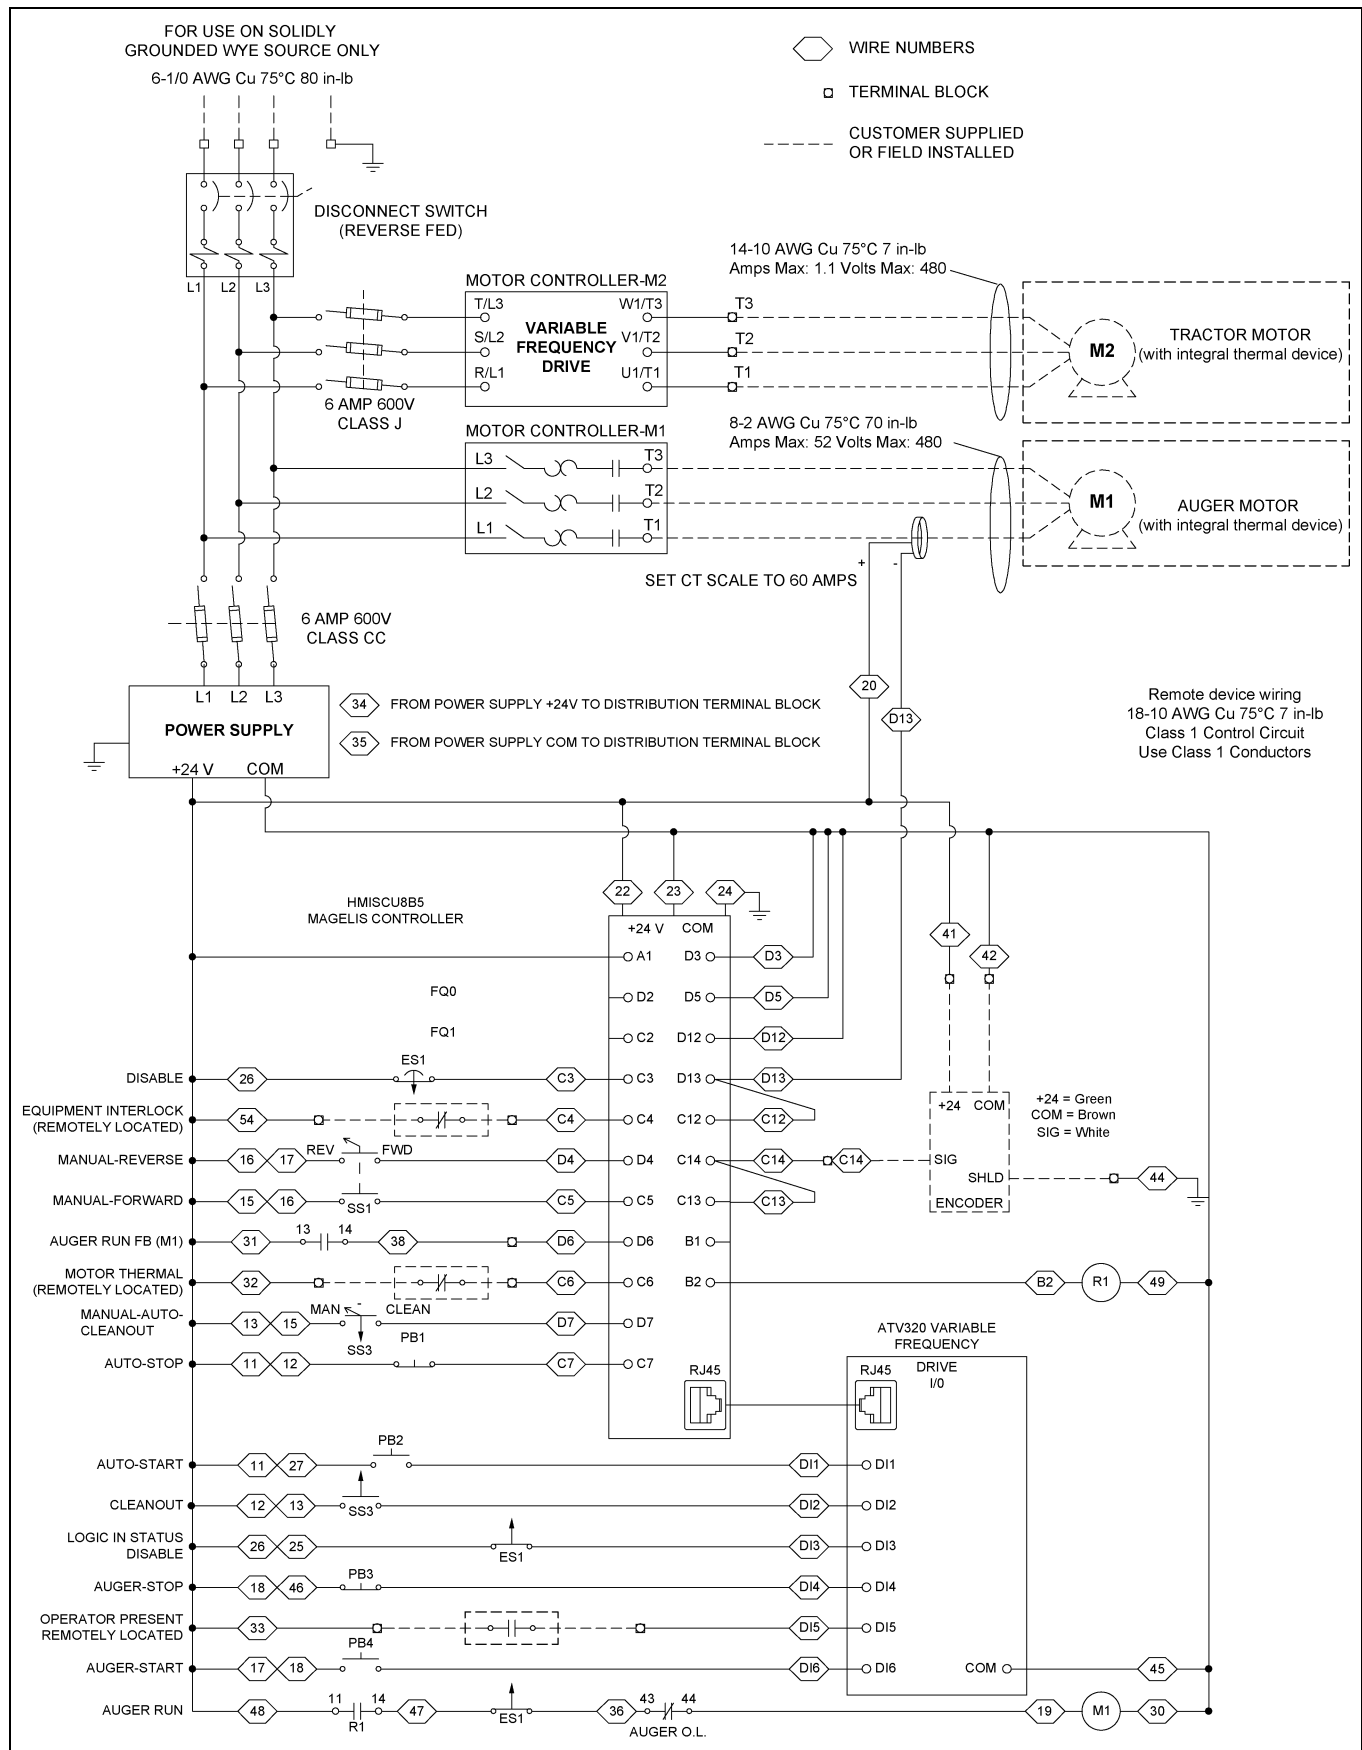 FOR USE ON SOLIDLY
GROUNDED WYE SOURCE ONLY
6-1/0 AWG Cu 75°C 80 in-lb
WIRE NUMBERS
TERMINAL BLOCK
CUSTOMER SUPPLIED
OR FIELD INSTALLED
DISCONNECT SWITCH
(REVERSE FED)
L1 L2 L3
14-10 AWG Cu 75°C 7 in-lb
Amps Max: 1.1 Volts Max: 480
MOTOR CONTROLLER-M2
T/L3 W1/T3 T3
S/L2 V1/T2 T2
R/L1 U1/T1 T1
VARIABLE
FREQUENCY
DRIVE
M2
TRACTOR MOTOR
(with integral thermal device)
6 AMP 600V
CLASS J
8-2 AWG Cu 75°C 70 in-lb
Amps Max: 52 Volts Max: 480
MOTOR CONTROLLER-M1
L3 T3
L2 T2
L1 T1
M1
AUGER MOTOR
(with integral thermal device)
SET CT SCALE TO 60 AMPS
+ -
6 AMP 600V
CLASS CC
L1 L2 L3
POWER SUPPLY
+24 V COM
34 FROM POWER SUPPLY +24V TO DISTRIBUTION TERMINAL BLOCK
35 FROM POWER SUPPLY COM TO DISTRIBUTION TERMINAL BLOCK
20
D13
Remote device wiring
18-10 AWG Cu 75°C 7 in-lb
Class 1 Control Circuit
Use Class 1 Conductors
HMISCU8B5
MAGELIS CONTROLLER
22 23 24
+24 V COM
41
42
A1 D3 D3
FQ0 D2 D5 D5
FQ1 C2 D12 D12
DISABLE 26 ES1 C3 C3 D13 D13
EQUIPMENT INTERLOCK
(REMOTELY LOCATED) 54 C4 C4 C12 C12
MANUAL-REVERSE 16 17 REV FWD D4 D4 C14 C14 C14
MANUAL-FORWARD 15 16 SS1 C5 C5 C13 C13
+24 COM
SIG
SHLD
ENCODER
44
+24 = Green
COM = Brown
SIG = White
AUGER RUN FB (M1) 31 13 14 38 D6 D6 B1
MOTOR THERMAL
(REMOTELY LOCATED) 32 C6 C6 B2 B2 R1 49
MANUAL-AUTO-
CLEANOUT 13 15 MAN - CLEAN SS3 D7 D7
AUTO-STOP 11 12 PB1 C7 C7
RJ45
ATV320 VARIABLE
FREQUENCY
DRIVE
I/0
RJ45
AUTO-START 11 27 PB2 DI1 DI1
CLEANOUT 12 13 SS3 DI2 DI2
LOGIC IN STATUS
DISABLE 26 25 ES1 DI3 DI3
AUGER-STOP 18 46 PB3 DI4 DI4
OPERATOR PRESENT
REMOTELY LOCATED 33 DI5 DI5
AUGER-START 17 18 PB4 DI6 DI6 COM 45
AUGER RUN 48 11 14 R1 47 ES1 36 43 44 AUGER O.L. 19 M1 30